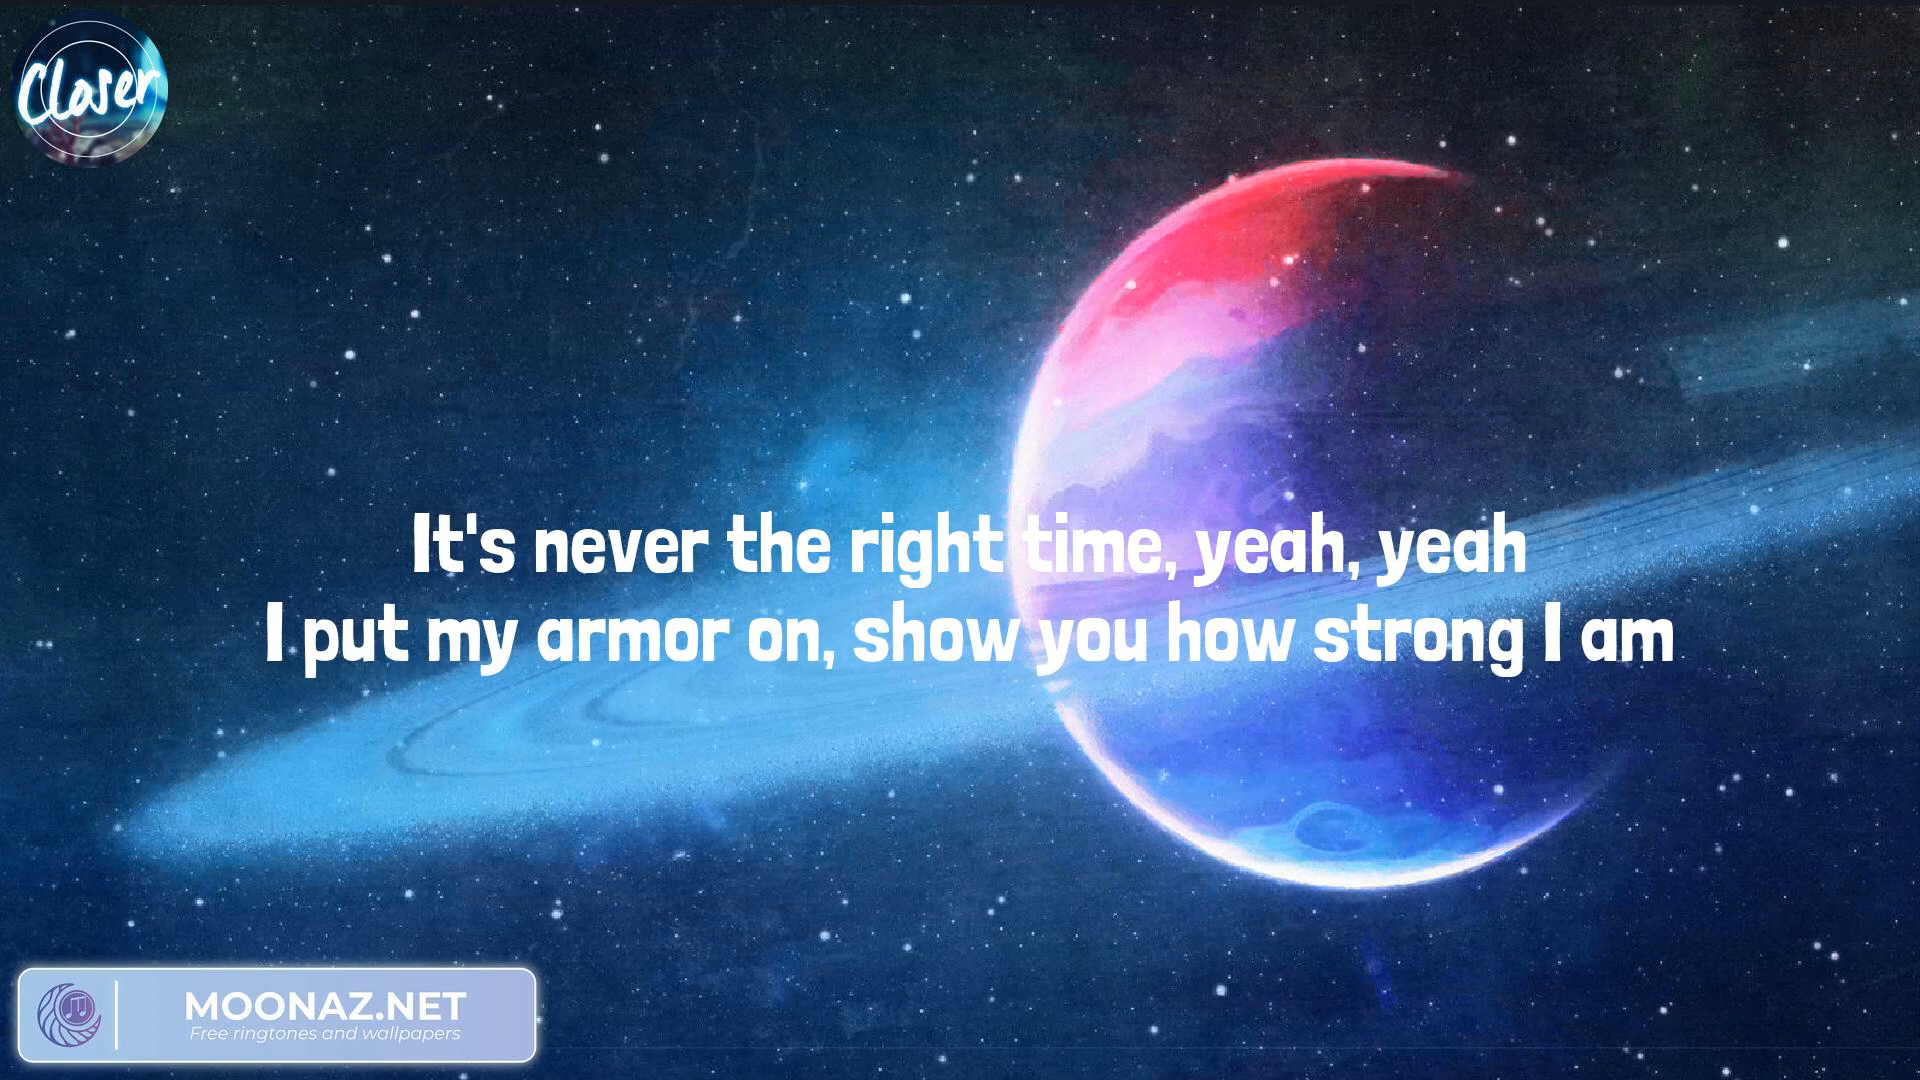 Closer
It's never the right time, yeah, yeah
I put my armor on, show you how strong I am
MOONAZ.NET
Free ringtones and wallpapers